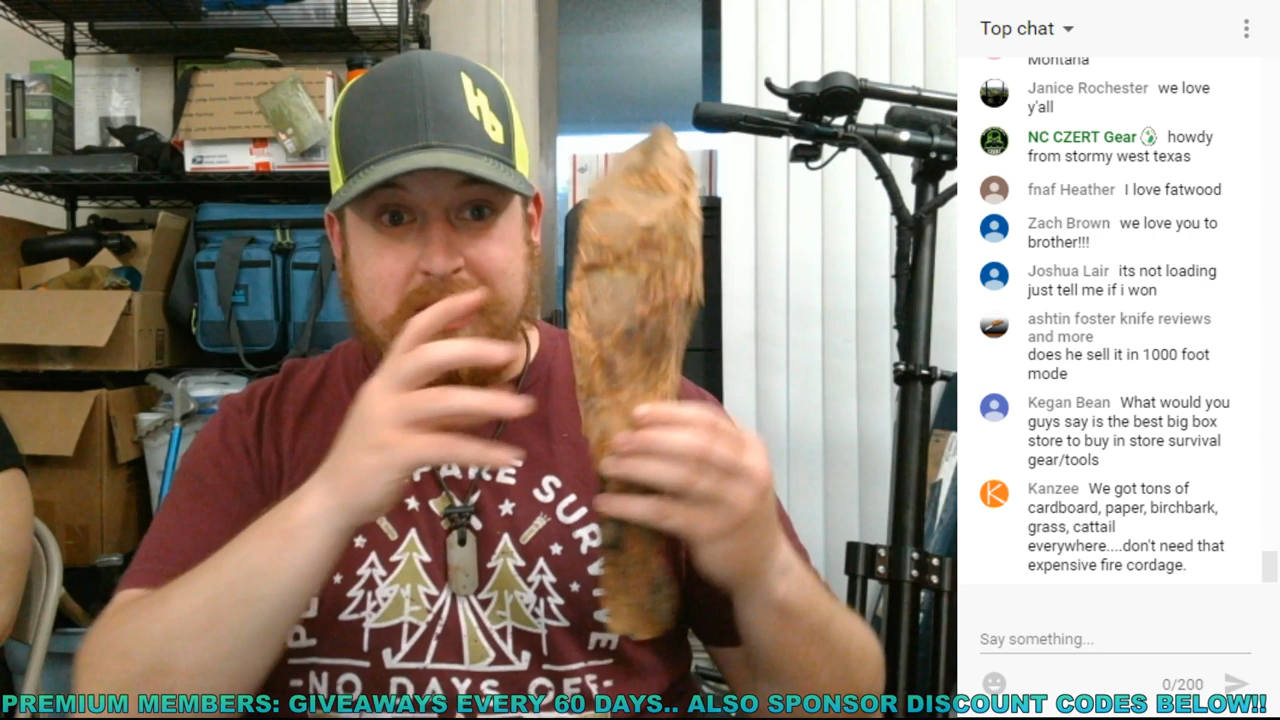 Top chat
Montana
Janice Rochester we love
y'all
NC CZERT Gear howdy
from stormy west texas
fnaf Heather I love fatwood
Zach Brown we love you to
brother!!!
Joshua Lair its not loading
just tell me if i won
ashtin foster knife reviews
and more
does he sell it in 1000 foot
mode
Kegan Bean What would you
guys say is the best big box
store to buy in store survival
gear/tools
K
Kanzee We got tons of
cardboard, paper, birchbark,
grass, cattail
everywhere....don't need that
expensive fire cordage.
Say something...
0/200
-NO DAYS OFF-
PREMIUM MEMBERS: GIVEAWAYS EVERY 60 DAYS.. ALSO SPONSOR DISCOUNT CODES BELOW!!